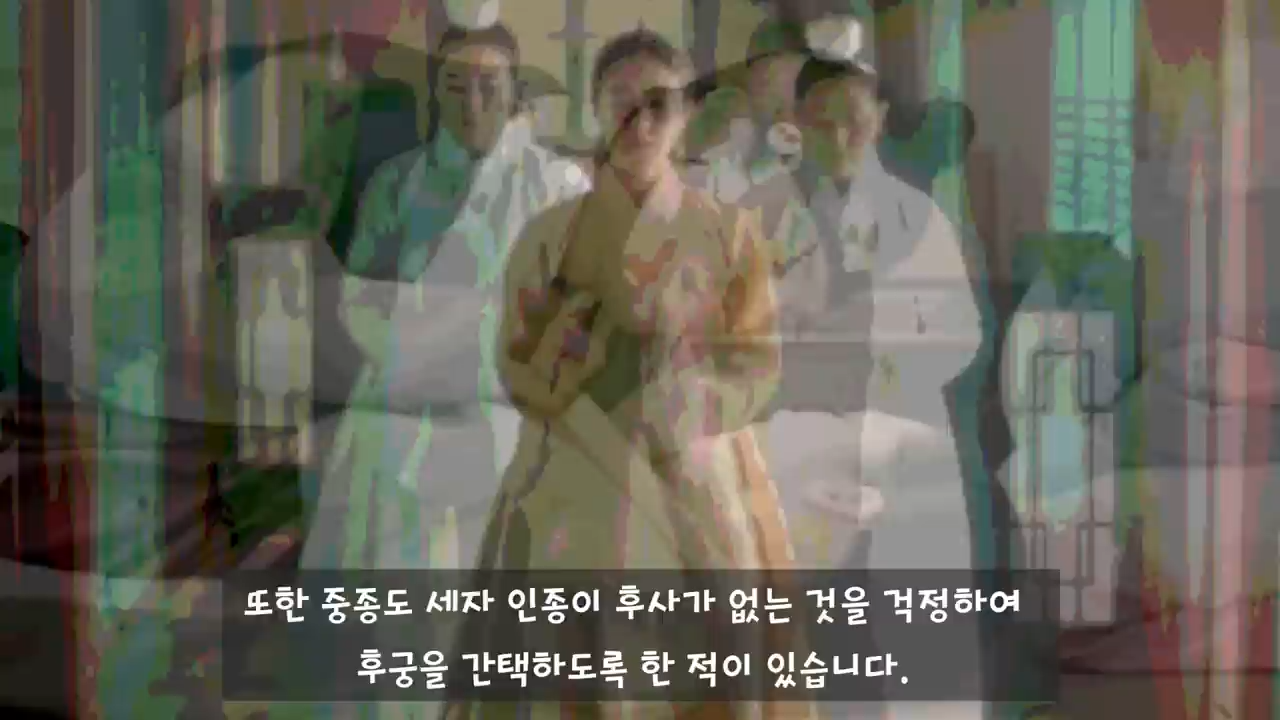 또한 중종도 세자 인종이 후사가 없는 것을 걱정하여
후궁을 간택하도록 한 적이 있습니다.